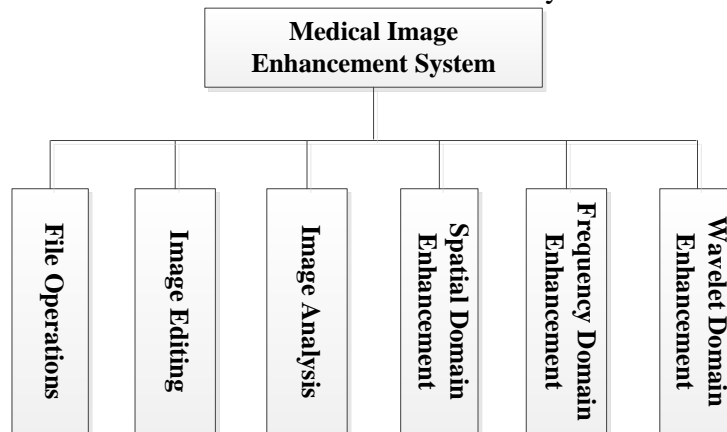 Medical Image
Enhancement System
File Operations
Image Editing
Image Analysis
Spatial Domain
Enhancement
Frequency Domain
Enhancement
Wavelet Domain
Enhancement